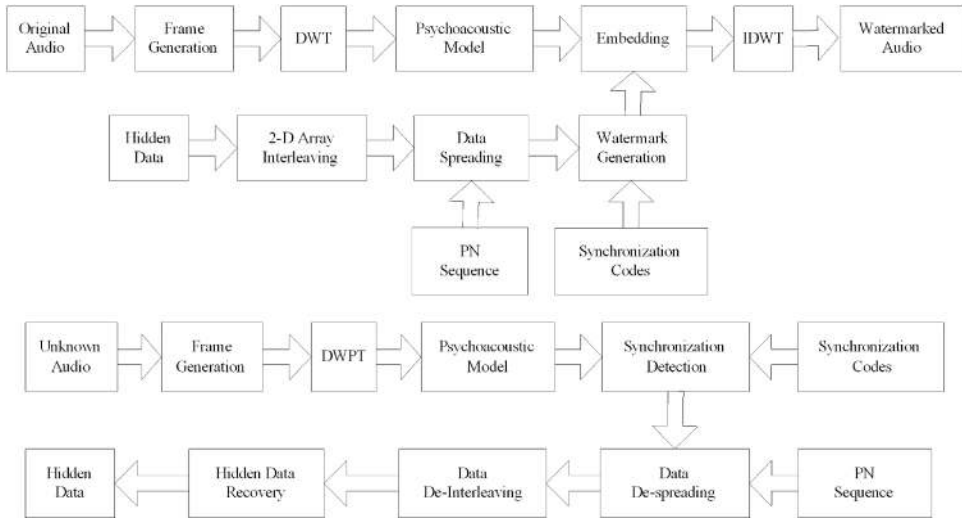 Original
Audio
Frame
Generation
DWT
Psychoacoustic
Model
Embedding
IDWT
Watermarked
Audio
Hidden
Data
2-D Array
Interleaving
Data
Spreading
Watermark
Generation
PN
Sequence
Synchronization
Codes
Unknown
Audio
Frame
Generation
DWPT
Psychoacoustic
Model
Synchronization
Detection
Synchronization
Codes
Hidden
Data
Hidden Data
Recovery
Data
De-Interleaving
Data
De-spreading
PN
Sequence